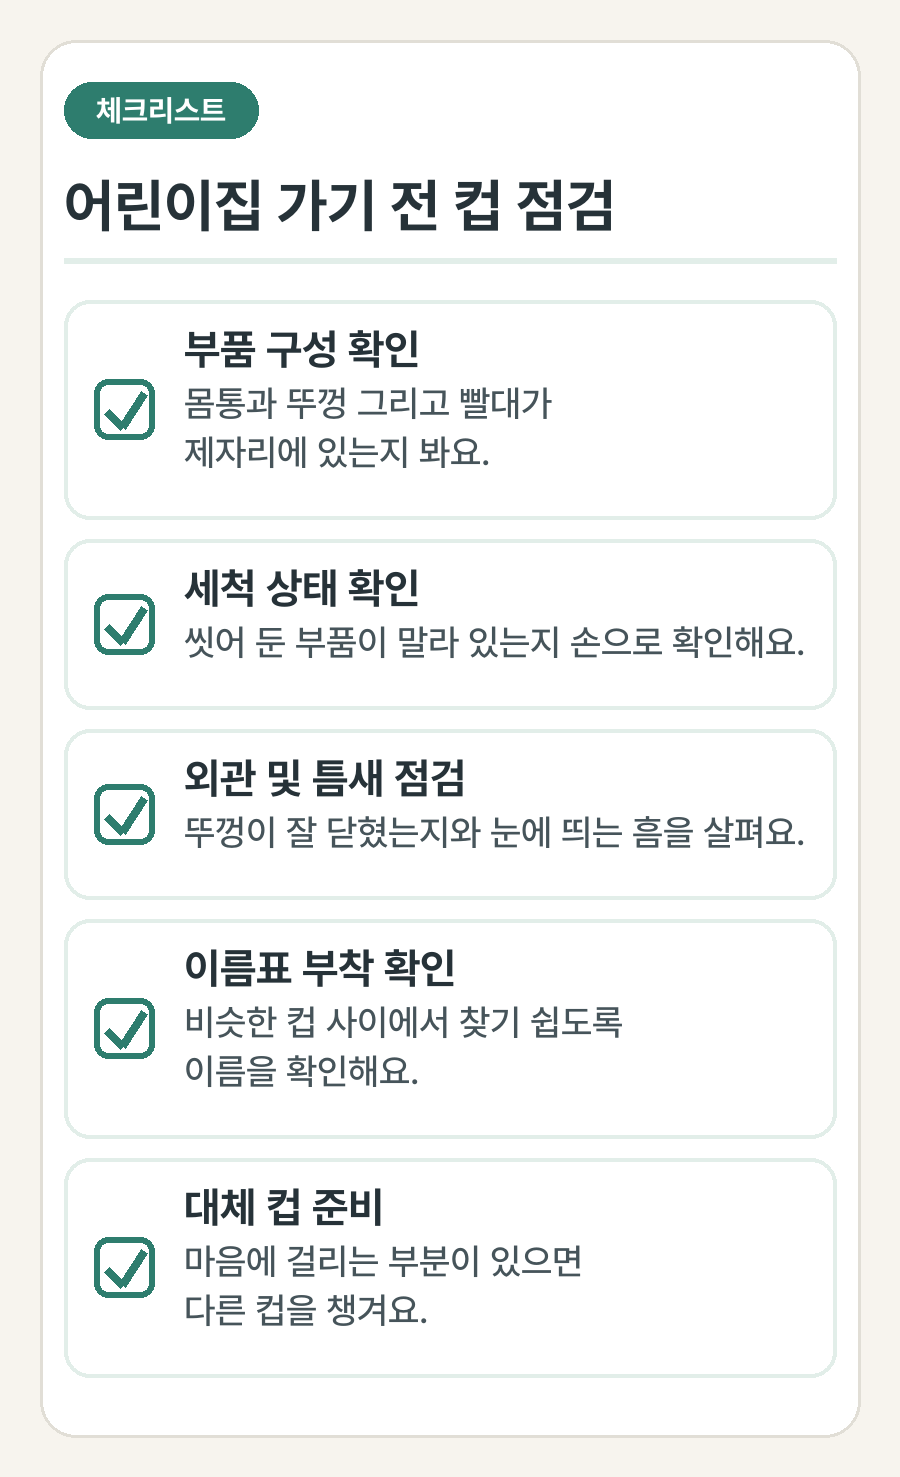 체크리스트
어린이집 가기 전 컵 점검
부품 구성 확인
몸통과 뚜껑 그리고 빨대가
제자리에 있는지 봐요.
세척 상태 확인
씻어 둔 부품이 말라 있는지 손으로 확인해요.
외관 및 틈새 점검
뚜껑이 잘 닫혔는지와 눈에 띄는 흠을 살펴요.
이름표 부착 확인
비슷한 컵 사이에서 찾기 쉽도록
이름을 확인해요.
대체 컵 준비
마음에 걸리는 부분이 있으면
다른 컵을 챙겨요.